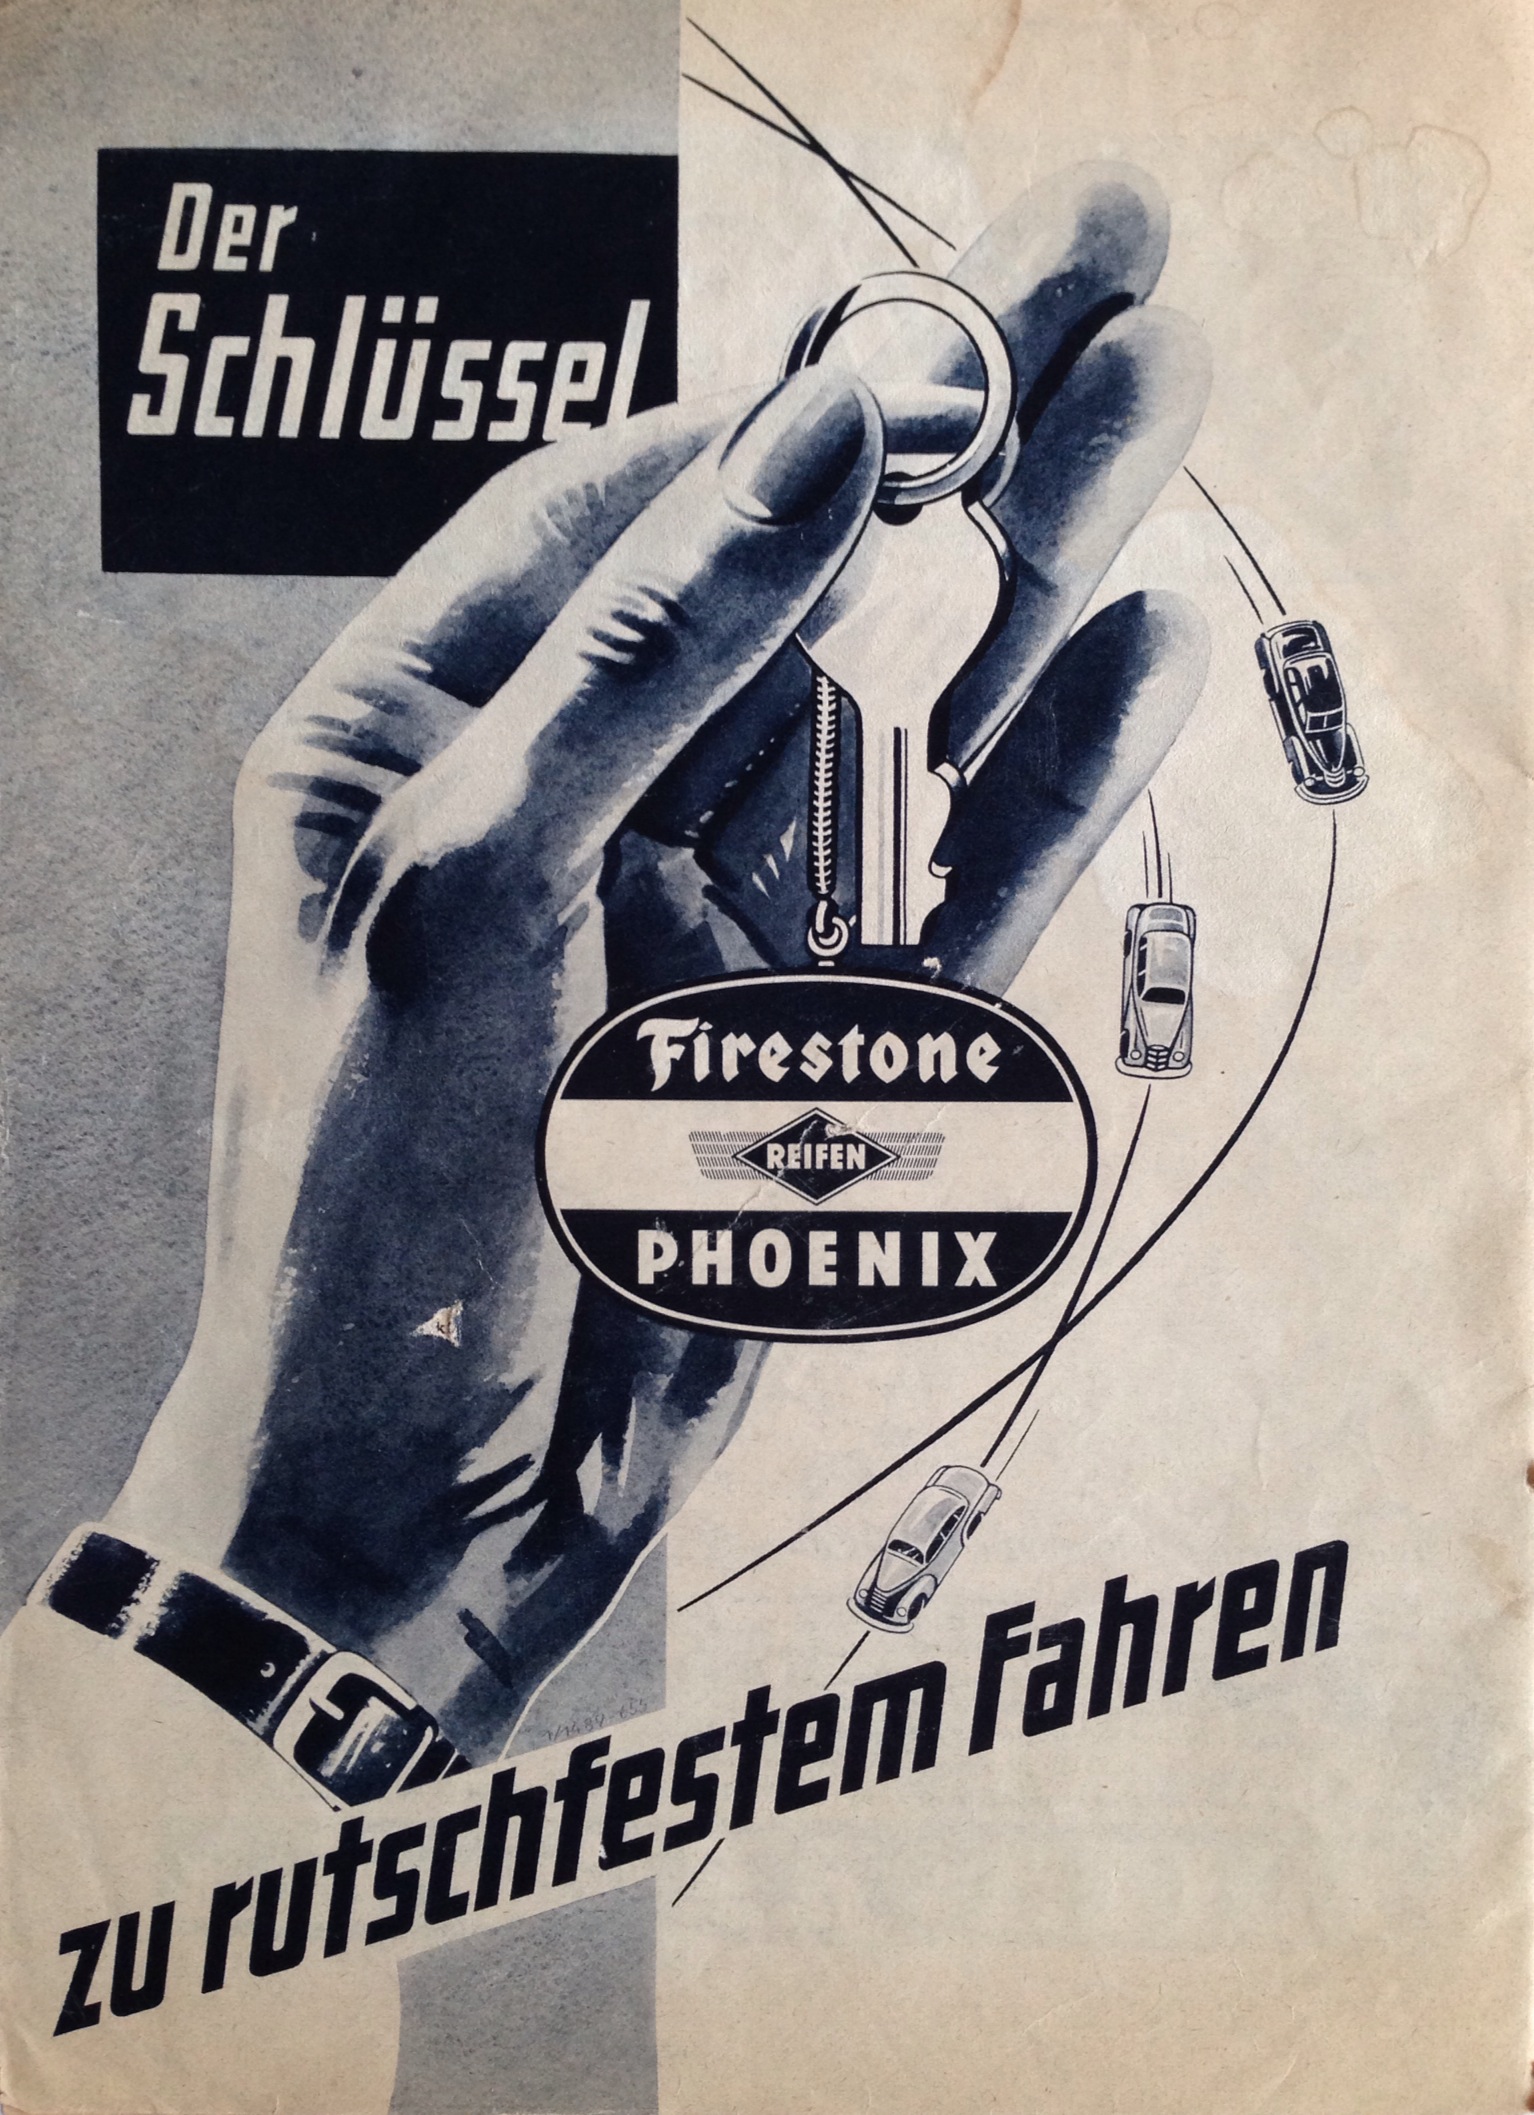 Der
Schlüssel
Firestone
REIFEN
PHOENIX
zu rutschfestem Fahren